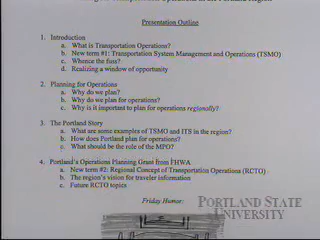 Presentation Outline
1. Introduction
a. What is Transportation Operations?
b. New term #1: Transportation System Management and Operations (TSMO)
c. Whence the fuss?
d. Realizing a window of opportunity
2. Planning for Operations
a. Why do we plan?
b. Why do we plan for operations?
c. Why is it important to plan for operations regionally?
3. The Portland Story
a. What are some examples of TSMO and ITS in the region?
b. How does Portland plan for operations?
c. What should be the role of the MPO?
4. Portland's Operations Planning Grant from FHWA
a. New term #2: Regional Concept of Transportation Operations (RCTO)
b. The region's vision for traveler information
c. Future RCTO topics
Friday Humor:
PORTLAND STATE
UNIVERSITY